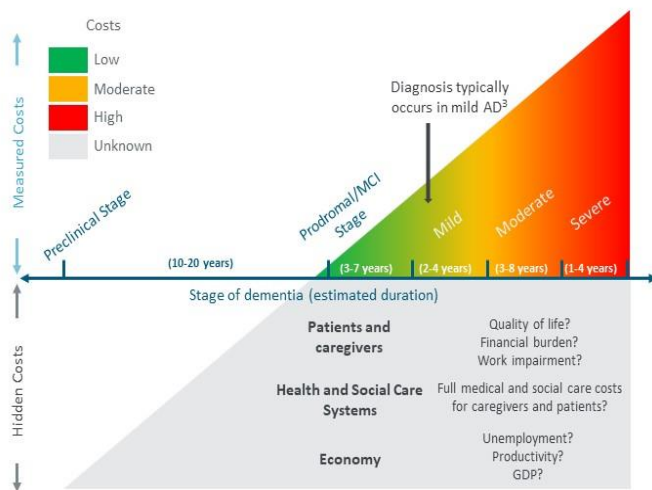 Costs
Low
Moderate
High
Unknown
Measured Costs
Hidden Costs
Diagnosis typically
occurs in mild AD³
Preclinical Stage
Prodromal/MCI
Stage
Mild
Moderate
Severe
(10-20 years)
(3-7 years)
(2-4 years)
(3-8 years)
(1-4 years)
Stage of dementia (estimated duration)
Patients and
caregivers
Quality of life?
Financial burden?
Work impairment?
Health and Social Care
Systems
Full medical and social care costs
for caregivers and patients?
Economy
Unemployment?
Productivity?
GDP?